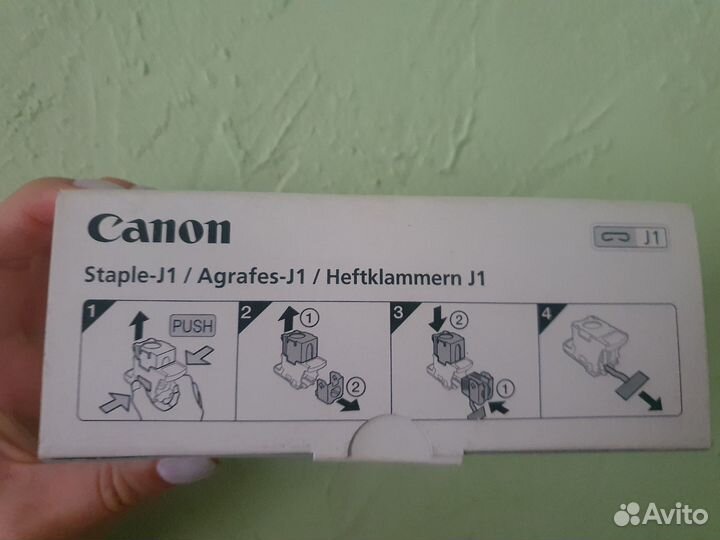 Canon
J1
Staple-J1 / Agrafes-J1 / Heftklammern J1
1 PUSH
2 ① ②
3 ② ①
4
Avito